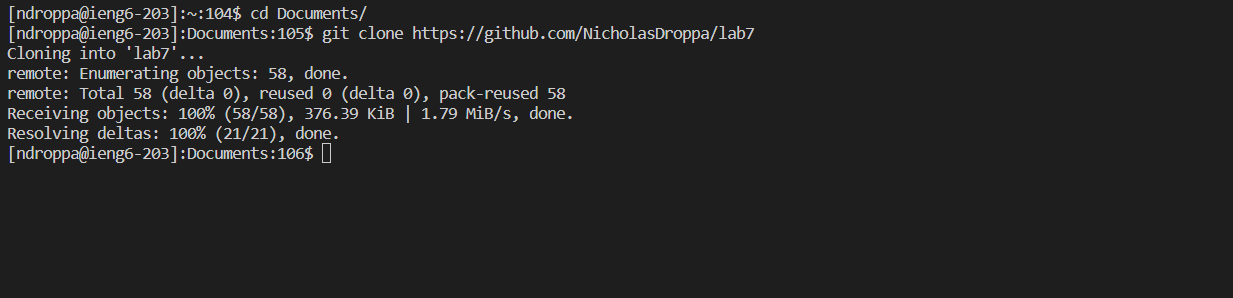 [ndroppa@ieng6-203]:~:104$ cd Documents/
[ndroppa@ieng6-203]:Documents:105$ git clone https://github.com/NicholasDroppa/lab7
Cloning into 'lab7'...
remote: Enumerating objects: 58, done.
remote: Total 58 (delta 0), reused 0 (delta 0), pack-reused 58
Receiving objects: 100% (58/58), 376.39 KiB | 1.79 MiB/s, done.
Resolving deltas: 100% (21/21), done.
[ndroppa@ieng6-203]:Documents:106$